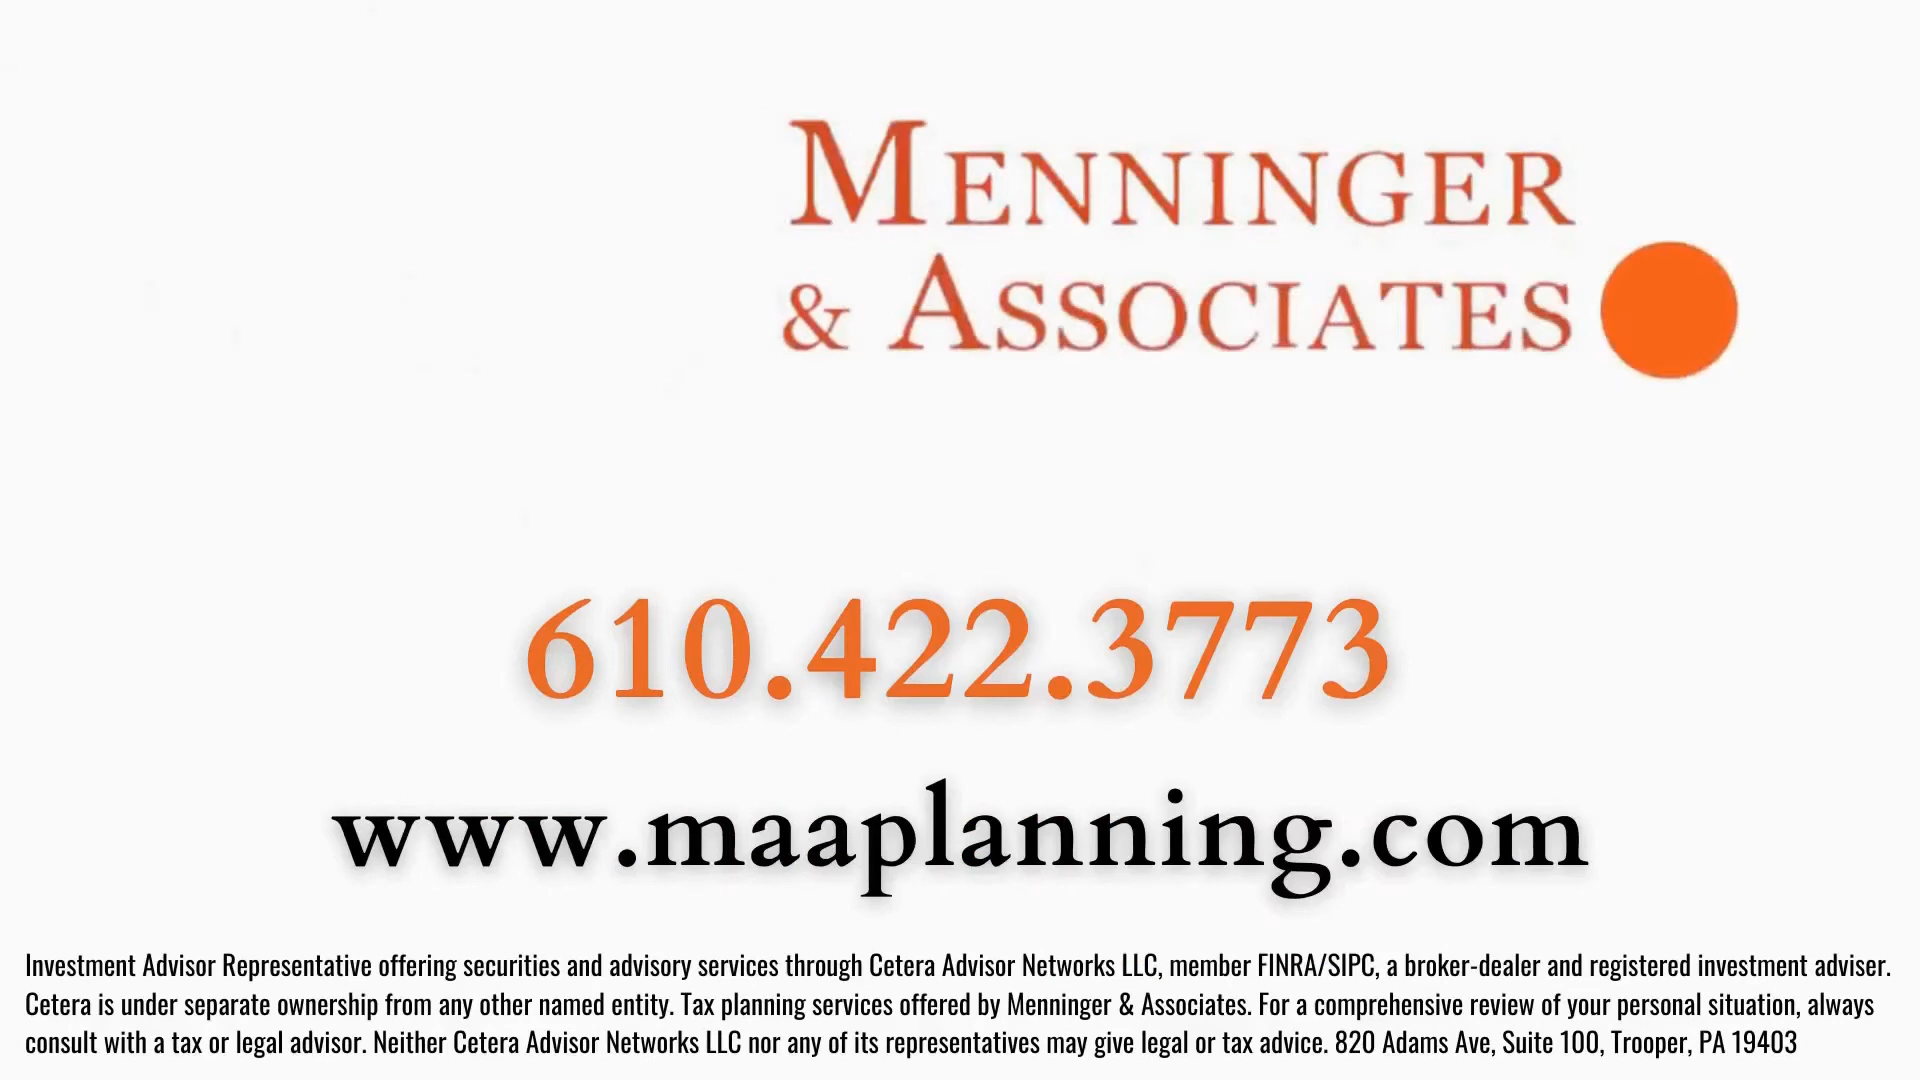 MENNINGER
& ASSOCIATES
610.422.3773
www.maaplanning.com
Investment Advisor Representative offering securities and advisory services through Cetera Advisor Networks LLC, member FINRA/SIPC, a broker-dealer and registered investment adviser.
Cetera is under separate ownership from any other named entity. Tax planning services offered by Menninger & Associates. For a comprehensive review of your personal situation, always
consult with a tax or legal advisor. Neither Cetera Advisor Networks LLC nor any of its representatives may give legal or tax advice. 820 Adams Ave, Suite 100, Trooper, PA 19403